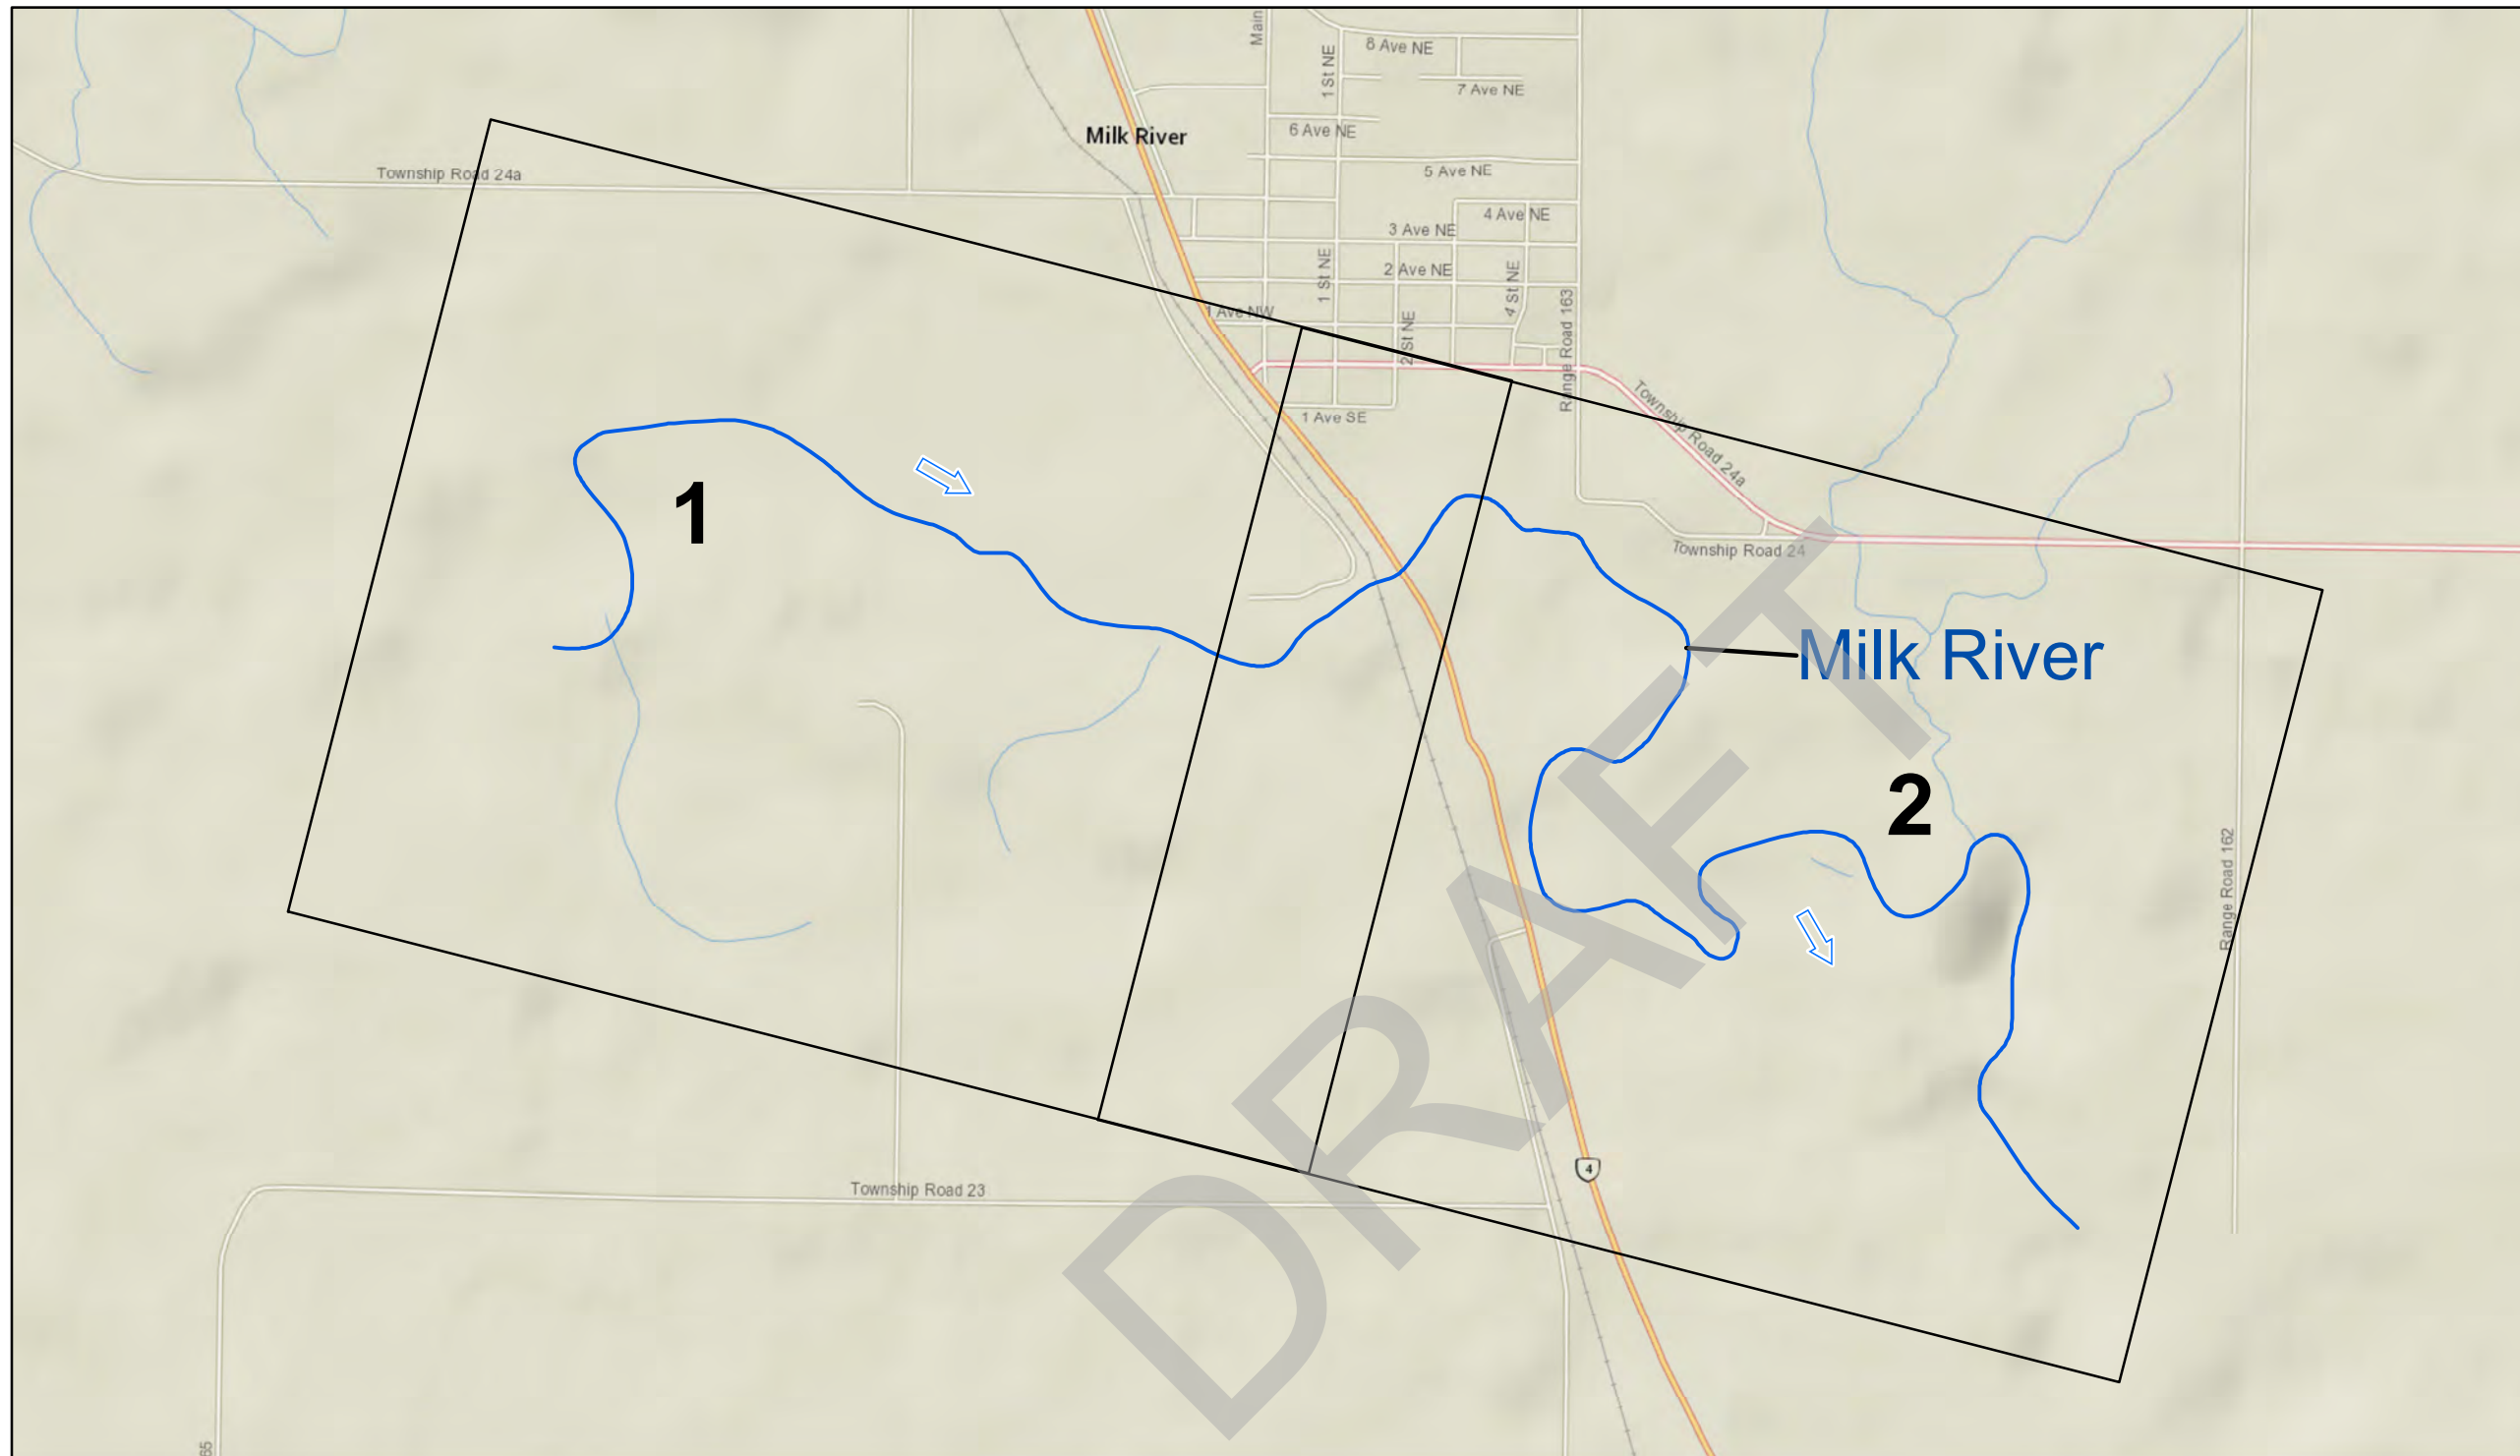 Main
8 Ave NE
1 St NE
7 Ave NE
6 Ave NE
Milk River
5 Ave NE
Township Road 24a
4 Ave NE
3 Ave NE
2 Ave NE
1 St NE
4 St NE
1 Ave NW
2 St NE
Range Road 163
1 Ave SE
Township Road 24a
1
Township Road 24
Milk River
2
Range Road 162
DRAFT
4
Township Road 23
65